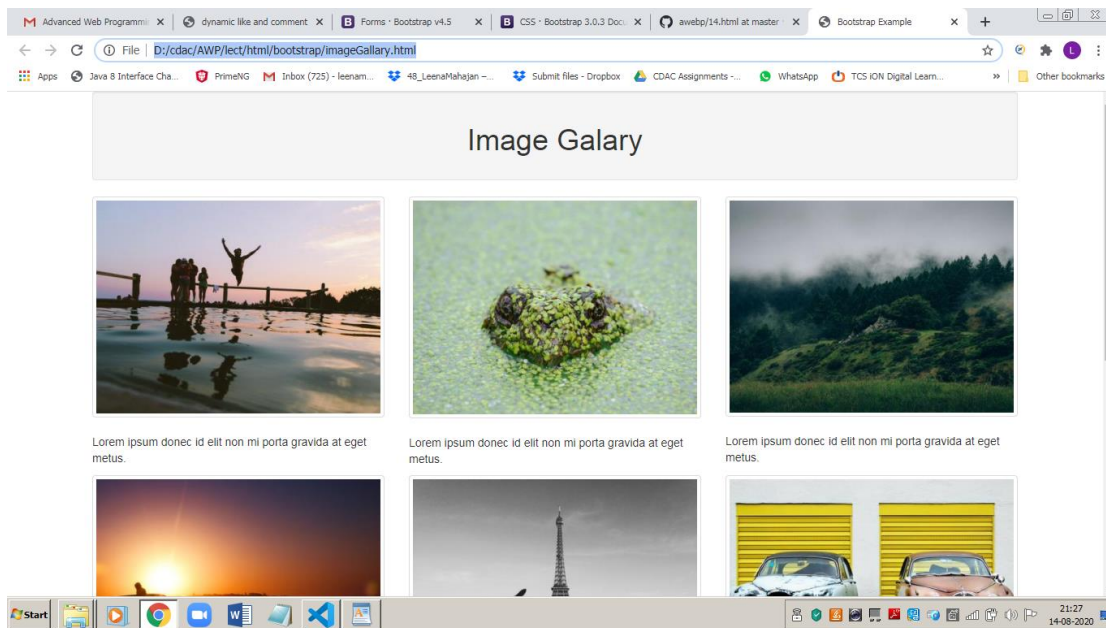 Advanced Web Programme
dynamic like and comment
Forms · Bootstrap v4.5
CSS · Bootstrap 3.0.3 Docu
awebp/14.html at master
Bootstrap Example
File
D:/cdac/AWP/lect/html/bootstrap/imageGallary.html
L
Apps
Java 8 Interface Cha...
PrimeNG
Inbox (725) - leenam...
48_LeenaMahajan –...
Submit files - Dropbox
CDAC Assignments -...
WhatsApp
TCS iON Digital Learn...
»
Other bookmarks
Image Galary
Lorem ipsum donec id elit non mi porta gravida at eget
metus.
Lorem ipsum donec id elit non mi porta gravida at eget
metus.
Lorem ipsum donec id elit non mi porta gravida at eget
metus.
Start
21:27
14-08-2020